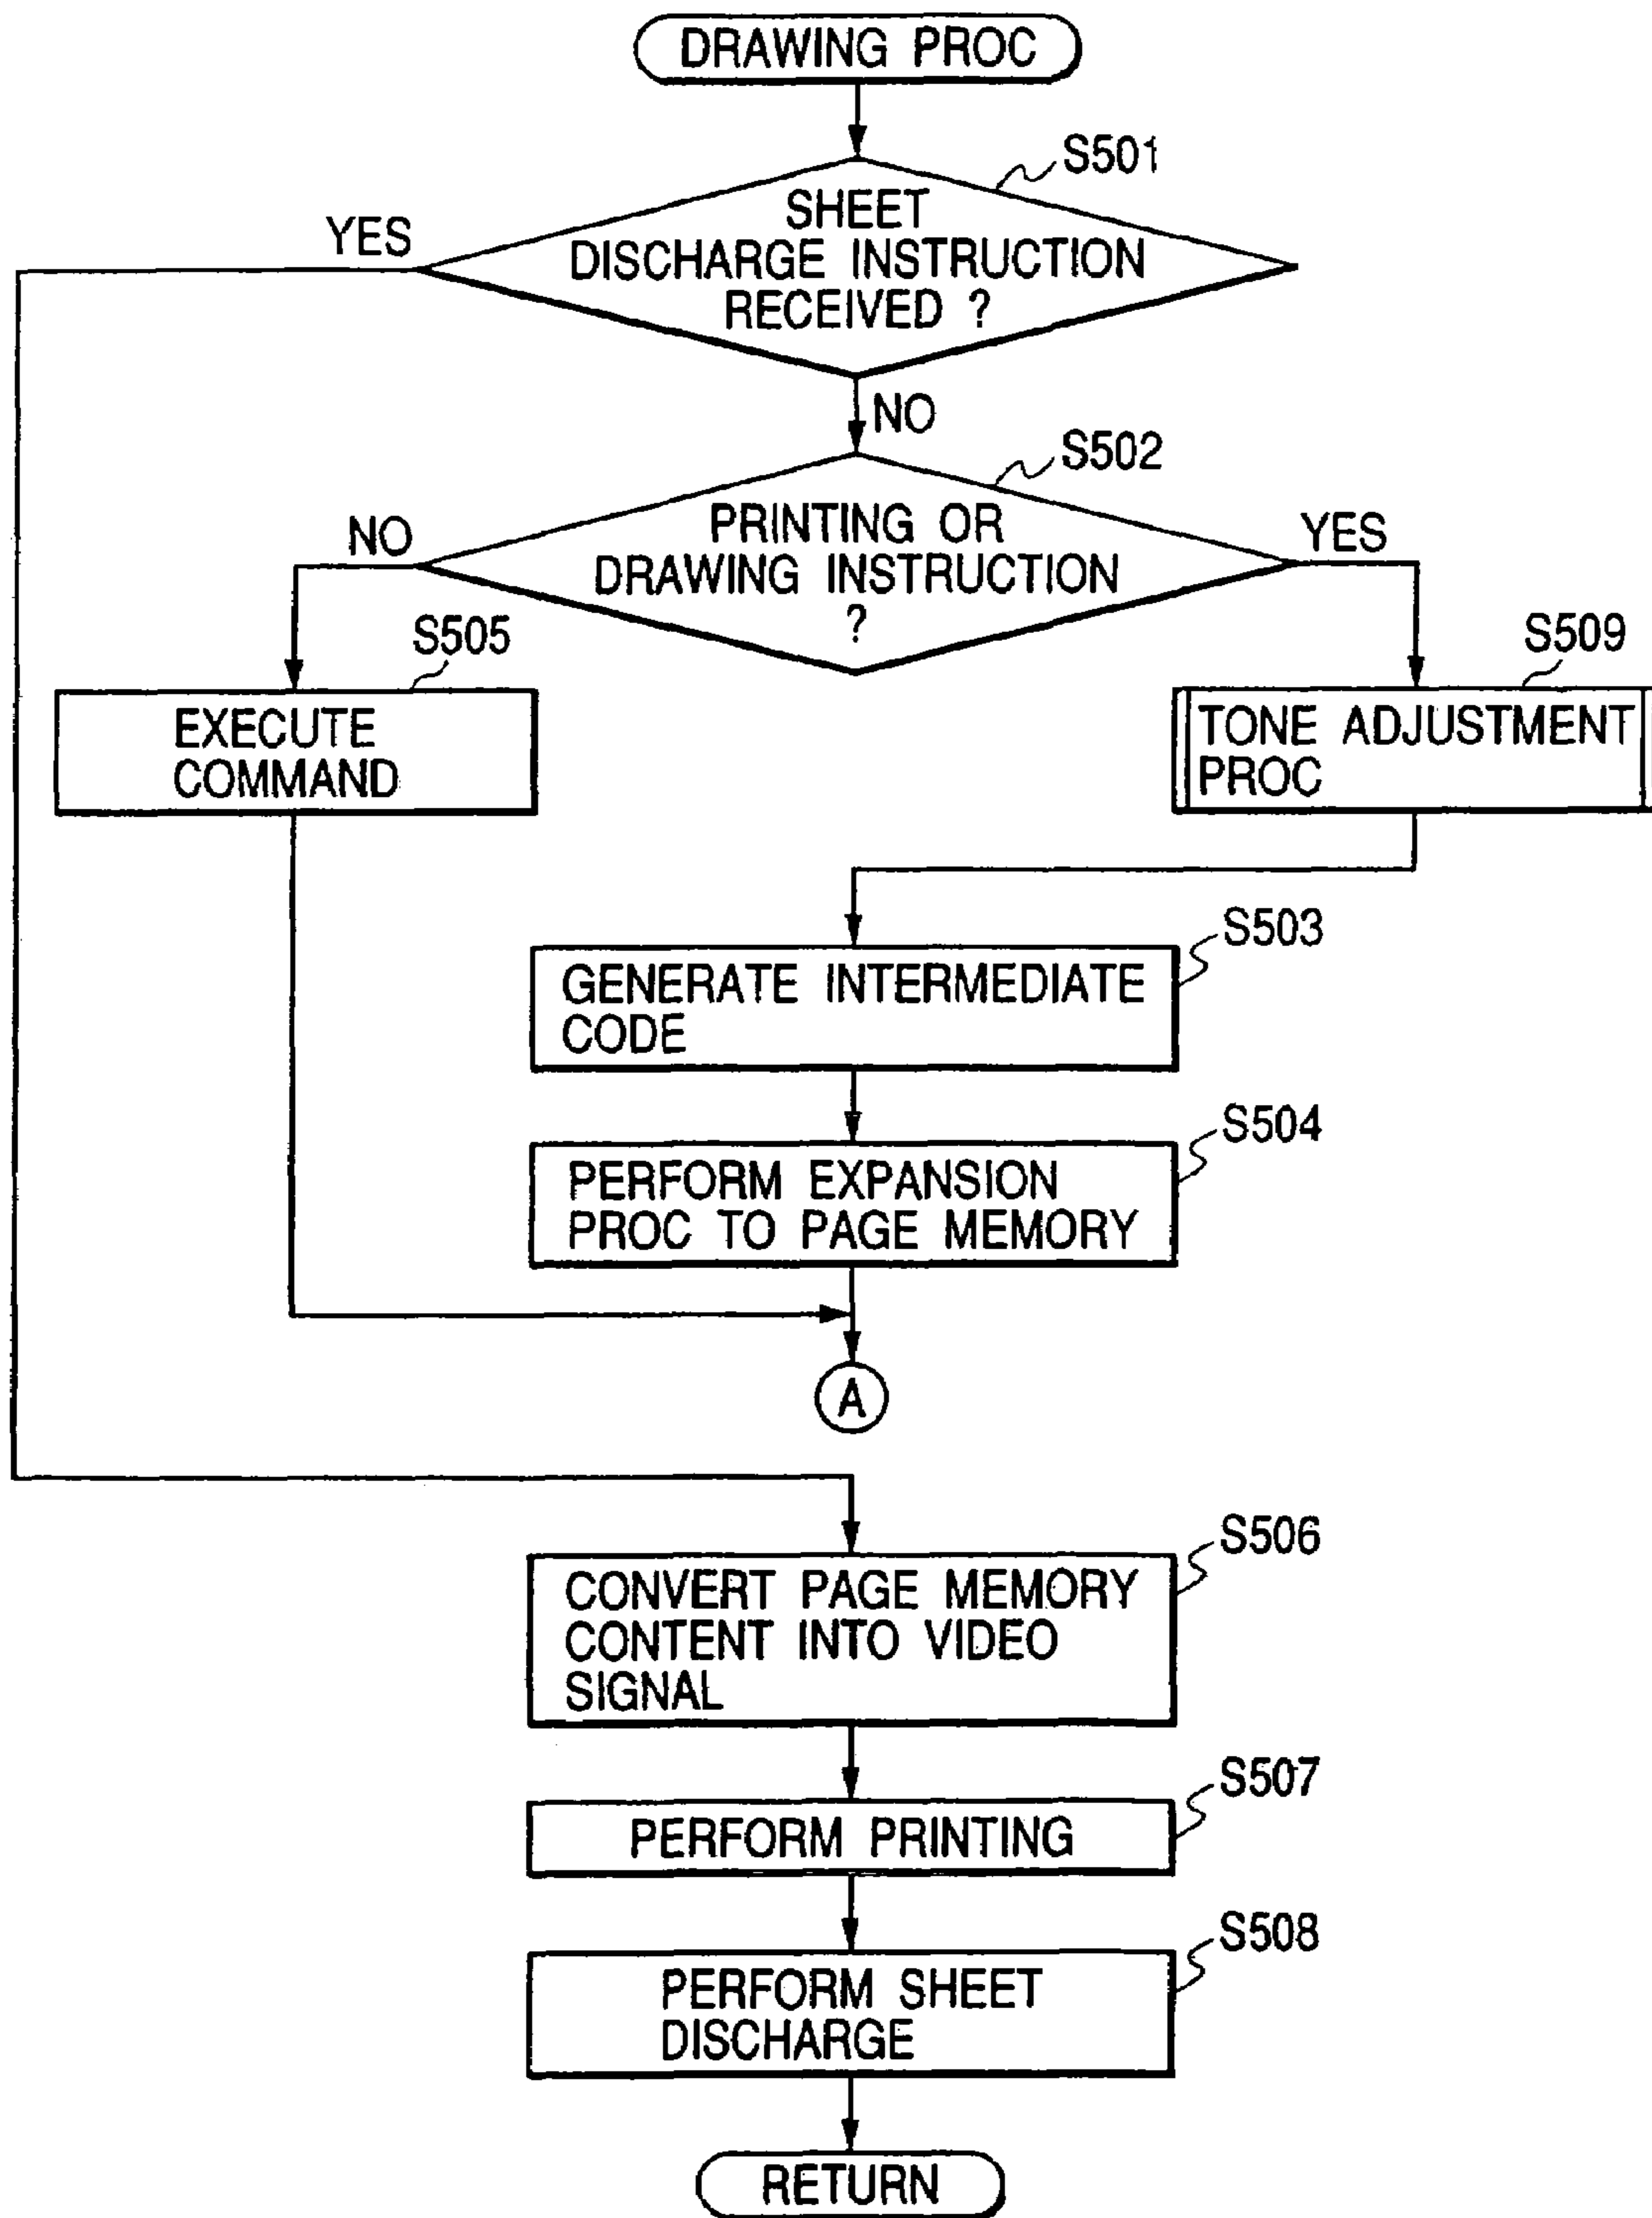 DRAWING PROC
S501
YES
SHEET
DISCHARGE INSTRUCTION
RECEIVED ?
NO
S502
NO
PRINTING OR
DRAWING INSTRUCTION
?
YES
S505
EXECUTE
COMMAND
S509
TONE ADJUSTMENT
PROC
S503
GENERATE INTERMEDIATE
CODE
S504
PERFORM EXPANSION
PROC TO PAGE MEMORY
A
S506
CONVERT PAGE MEMORY
CONTENT INTO VIDEO
SIGNAL
S507
PERFORM PRINTING
S508
PERFORM SHEET
DISCHARGE
RETURN